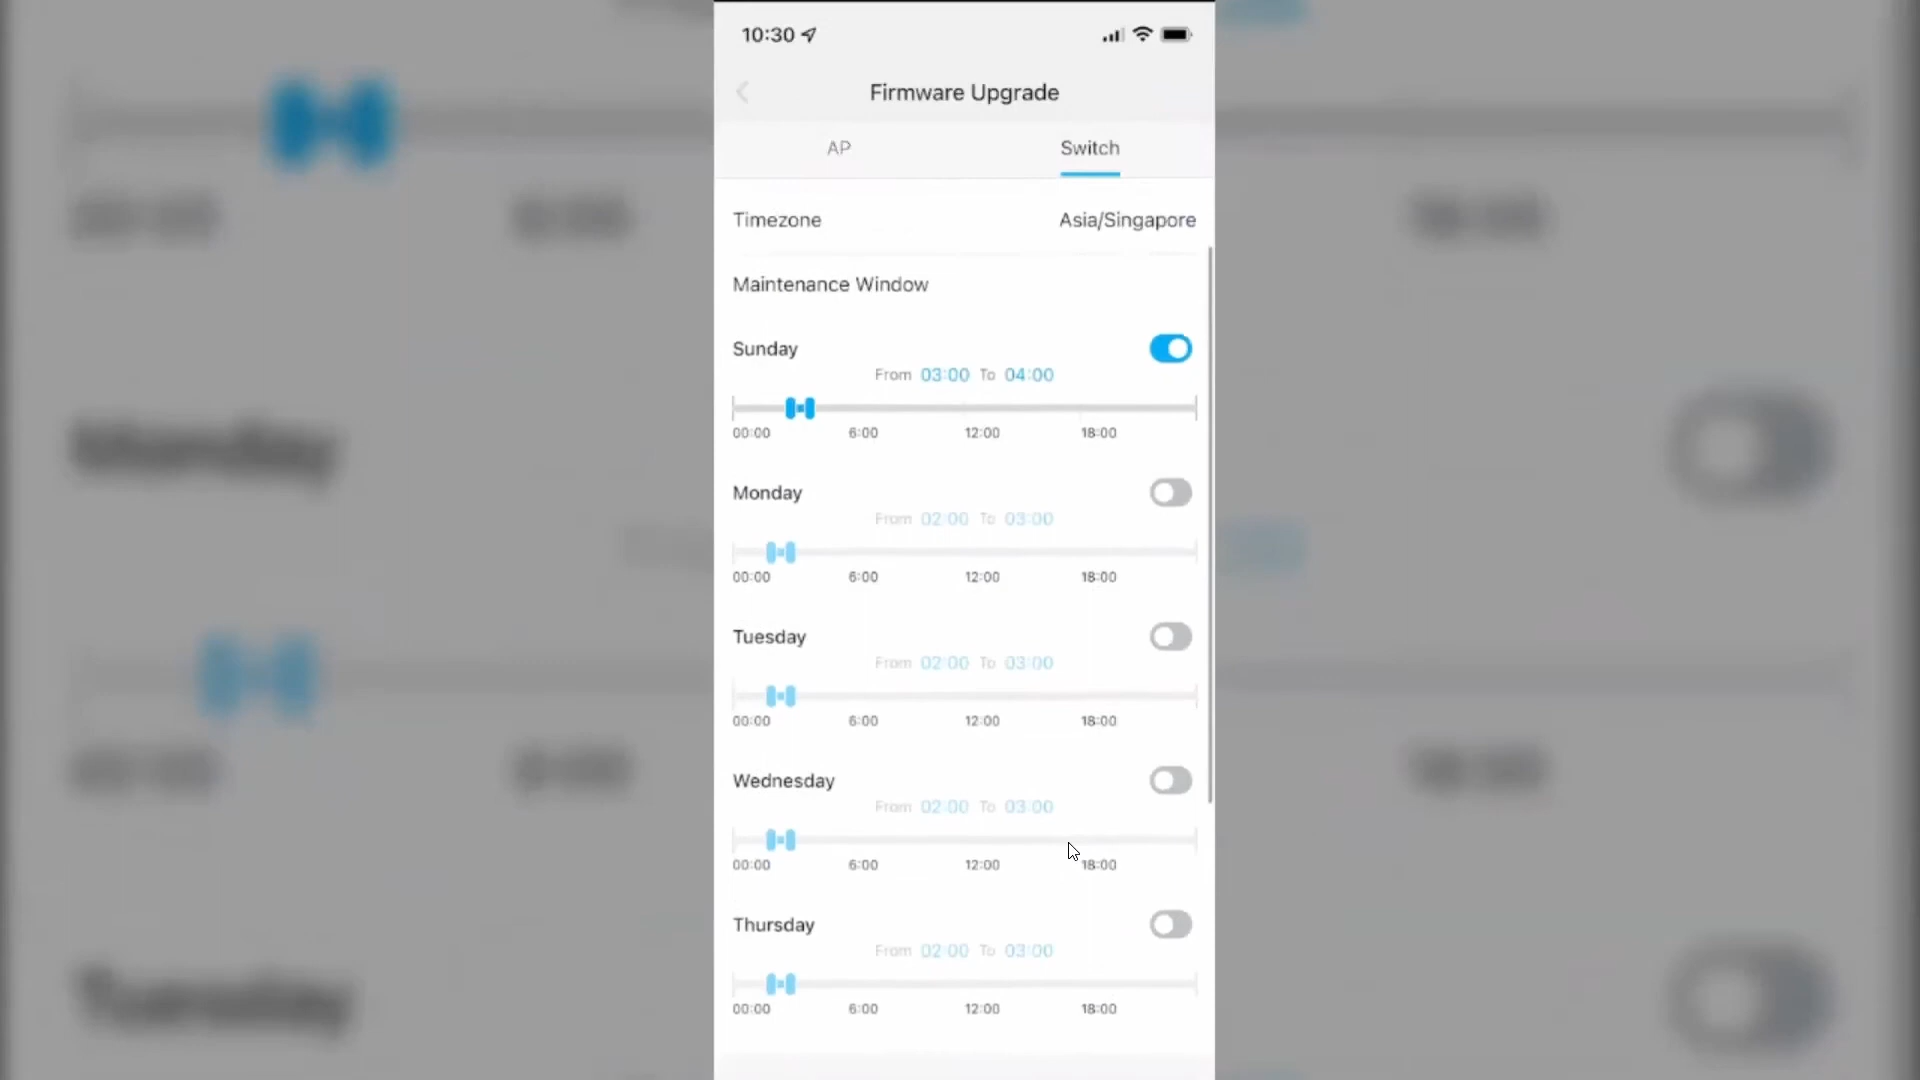 10:30
Firmware Upgrade
AP Switch
Timezone Asia/Singapore
Maintenance Window
Sunday
From 03:00 To 04:00
00:00 6:00 12:00 18:00
Monday
From 02:00 To 03:00
00:00 6:00 12:00 18:00
Tuesday
From 02:00 To 03:00
00:00 6:00 12:00 18:00
Wednesday
From 02:00 To 03:00
00:00 6:00 12:00 18:00
Thursday
From 02:00 To 03:00
00:00 6:00 12:00 18:00
Monday
Tuesday